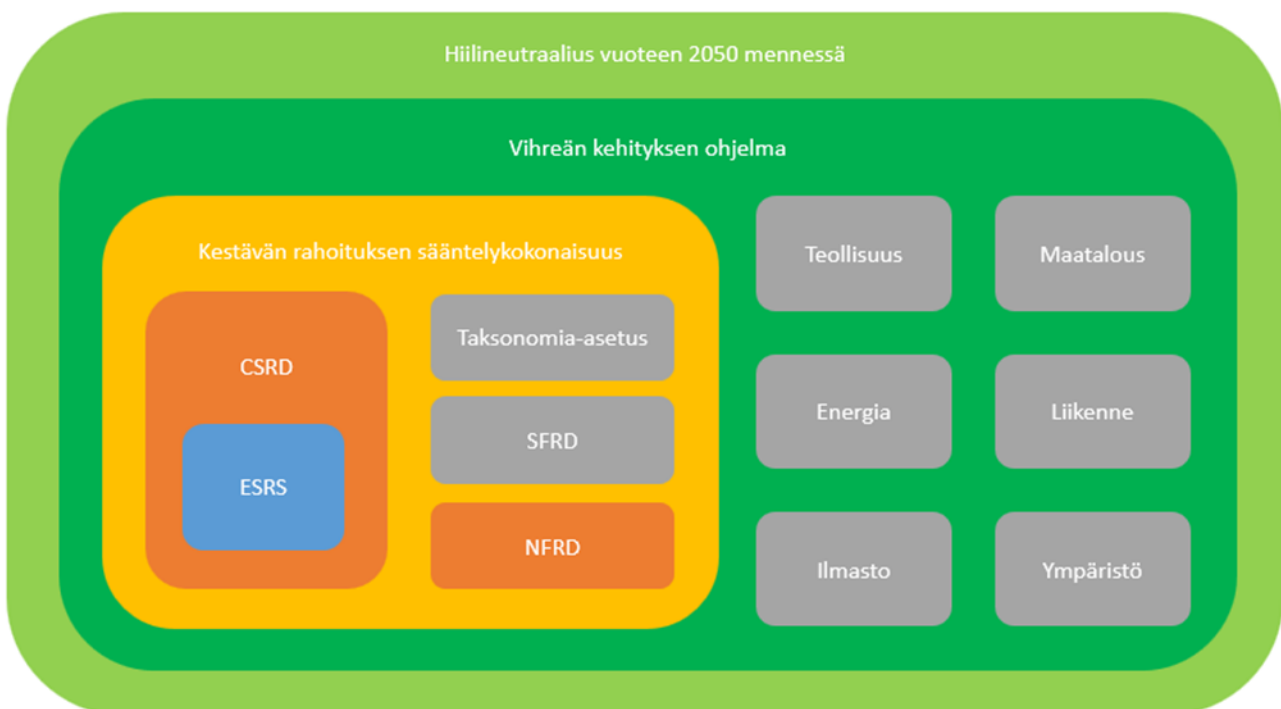 Hiilineutraalius vuoteen 2050 mennessä
Vihreän kehityksen ohjelma
Kestävän rahoituksen sääntelykokonaisuus
CSRD
ESRS
Taksonomia-asetus
SFRD
NFRD
Teollisuus
Maatalous
Energia
Liikenne
Ilmasto
Ympäristö